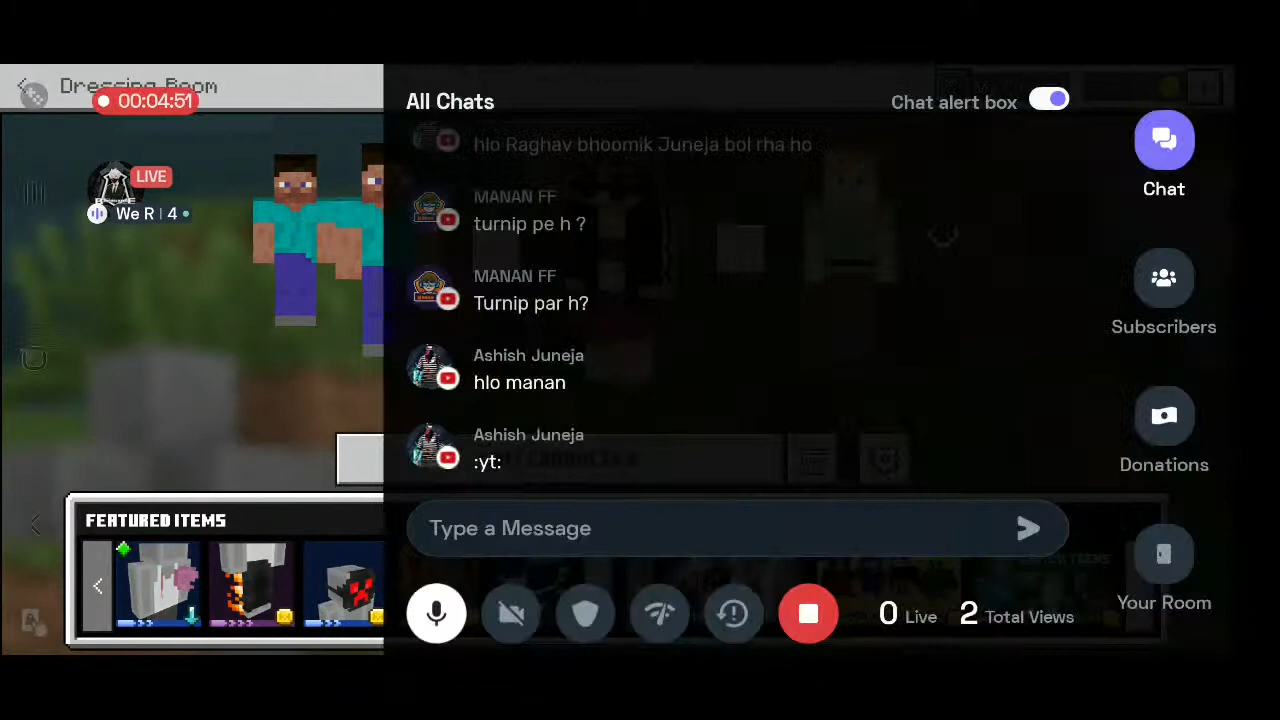 Dressing Room
00:04:51
LIVE
We R | 4
All Chats
Chat alert box
hlo Raghav bhoomik Juneja bol rha ho
MANAN FF
turnip pe h ?
MANAN FF
Turnip par h?
Ashish Juneja
hlo manan
Ashish Juneja
:yt:
Type a Message
0 Live
2 Total Views
Chat
Subscribers
Donations
Your Room
FEATURED ITEMS